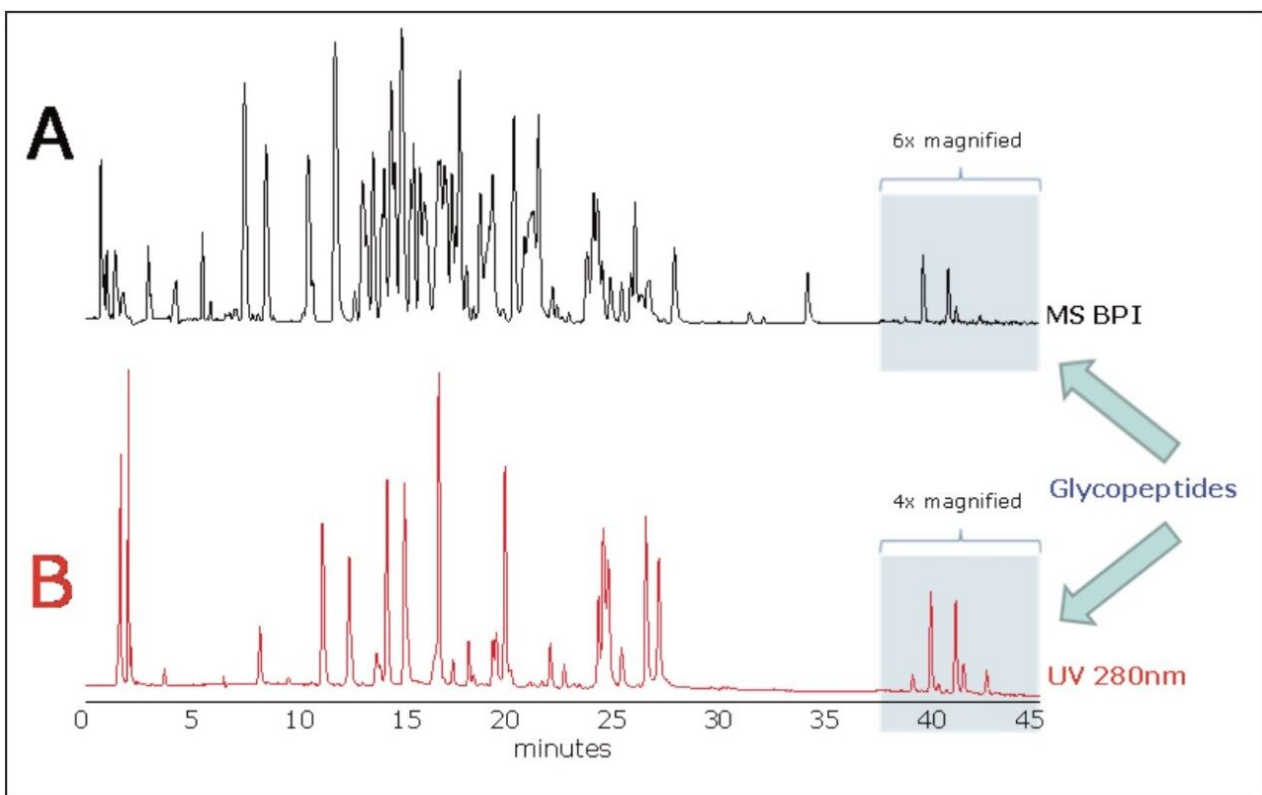 A
6x magnified
MS BPI
Glycopeptides
4x magnified
B
UV 280nm
0 5 10 15 20 25 30 35 40 45
minutes